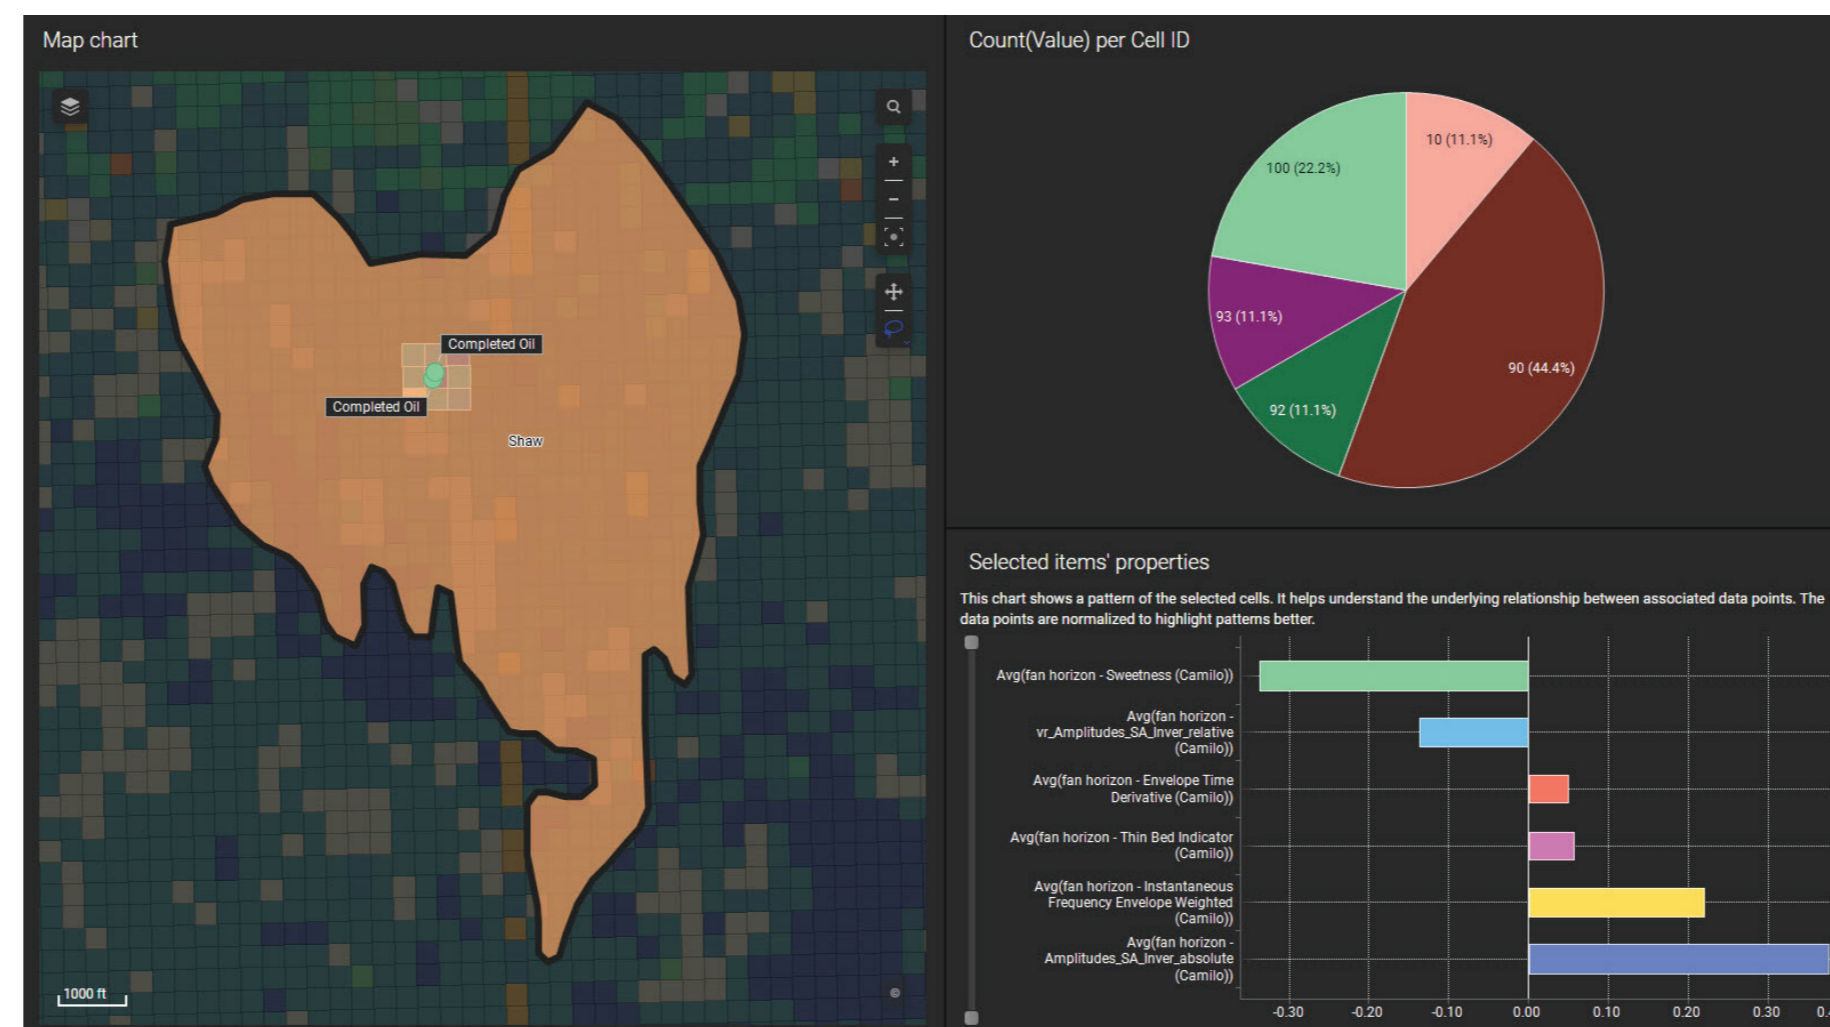 Map chart
Completed Oil
Completed Oil
Shaw
1000 ft
Count(Value) per Cell ID
10 (11.1%)
100 (22.2%)
93 (11.1%)
90 (44.4%)
92 (11.1%)
Selected items' properties
This chart shows a pattern of the selected cells. It helps understand the underlying relationship between associated data points. The
data points are normalized to highlight patterns better.
Avg(fan horizon - Sweetness (Camilo))
Avg(fan horizon -
vr_Amplitudes_SA_Inver_relative
(Camilo))
Avg(fan horizon - Envelope Time
Derivative (Camilo))
Avg(fan horizon - Thin Bed Indicator
(Camilo))
Avg(fan horizon - Instantaneous
Frequency Envelope Weighted
(Camilo))
Avg(fan horizon -
Amplitudes_SA_Inver_absolute
(Camilo))
-0.30 -0.20 -0.10 0.00 0.10 0.20 0.30